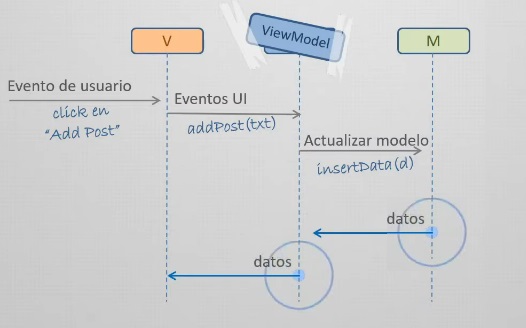 V
ViewModel
M
Evento de usuario
click en
"Add Post"
Eventos UI
addPost(txt)
Actualizar modelo
insertData(d)
datos
datos